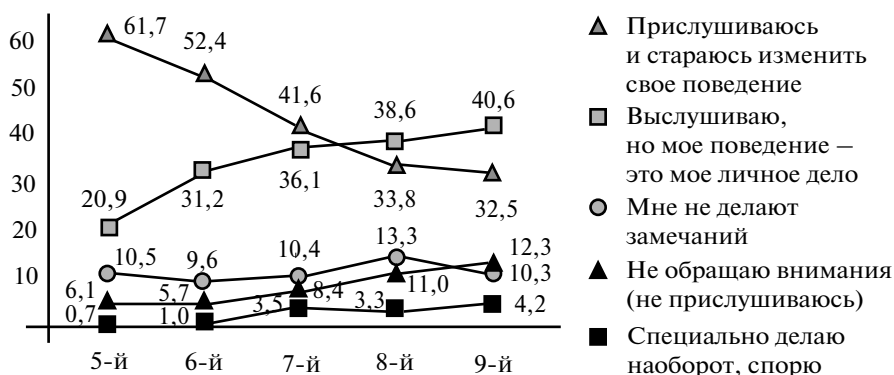 60
50
40
30
20
10
61,7
52,4
41,6
38,6
40,6
20,9
31,2
36,1
33,8
32,5
10,5
9,6
10,4
13,3
12,3
10,3
6,1
5,7
8,4
11,0
0,7
1,0
3,5
3,3
4,2
5-й 6-й 7-й 8-й 9-й
Прислушиваюсь
и стараюсь изменить
свое поведение
Выслушиваю,
но мое поведение –
это мое личное дело
Мне не делают
замечаний
Не обращаю внимания
(не прислушиваюсь)
Специально делаю
наоборот, спорю